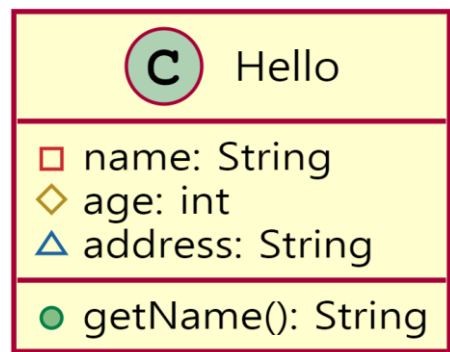 C Hello
name: String
age: int
address: String
getName(): String